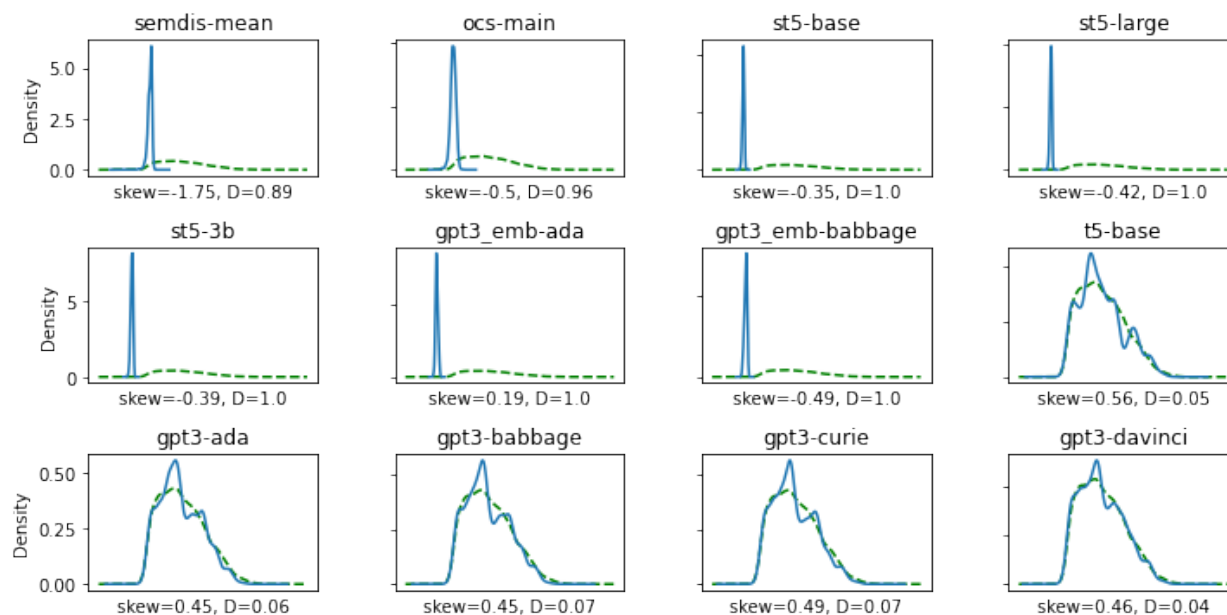 semdis-mean
ocs-main
st5-base
st5-large
Density
5.0
2.5
0.0
skew=-1.75, D=0.89
skew=-0.5, D=0.96
skew=-0.35, D=1.0
skew=-0.42, D=1.0
st5-3b
gpt3_emb-ada
gpt3_emb-babbage
t5-base
Density
5
0
skew=-0.39, D=1.0
skew=0.19, D=1.0
skew=-0.49, D=1.0
skew=0.56, D=0.05
gpt3-ada
gpt3-babbage
gpt3-curie
gpt3-davinci
Density
0.50
0.25
0.00
skew=0.45, D=0.06
skew=0.45, D=0.07
skew=0.49, D=0.07
skew=0.46, D=0.04